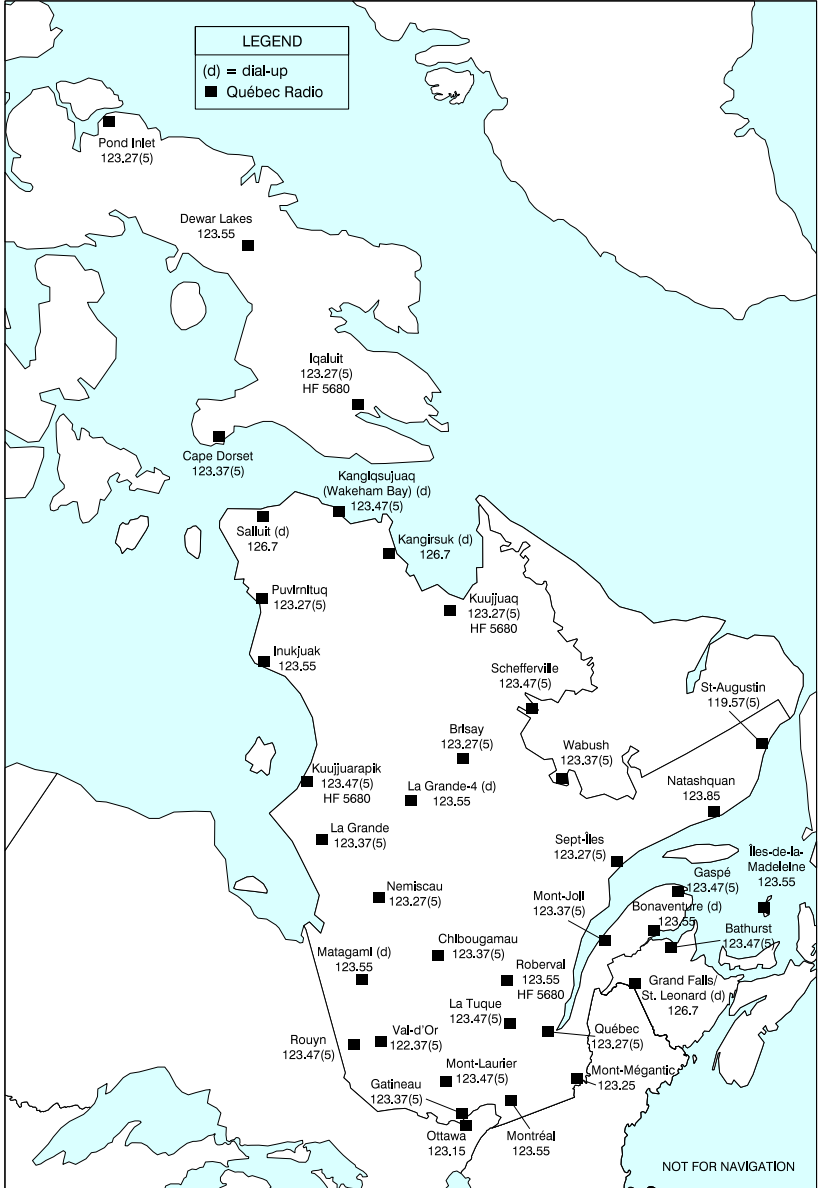 LEGEND
(d) = dial-up
Québec Radio
Pond Inlet
123.27(5)
Dewar Lakes
123.55
Iqaluit
123.27(5)
HF 5680
Cape Dorset
123.37(5)
Kangiqsujuaq
(Wakeham Bay) (d)
123.47(5)
Salluit (d)
126.7
Kangirsuk (d)
126.7
Puvirnituq
123.27(5)
Kuujjuaq
123.27(5)
HF 5680
Inukjuak
123.55
Schefferville
123.47(5)
St-Augustin
119.57(5)
Brisay
123.27(5)
Wabush
123.37(5)
Kuujjuarapik
123.47(5)
HF 5680
La Grande-4 (d)
123.55
Natashquan
123.85
La Grande
123.37(5)
Sept-Îles
123.27(5)
Îles-de-la-
Madeleine
123.55
Gaspé
123.47(5)
Nemiscau
123.27(5)
Mont-Joli
123.37(5)
Bonaventure (d)
123.55
Bathurst
123.47(5)
Chibougamau
123.37(5)
Matagami (d)
123.55
Roberval
123.55
HF 5680
Grand Falls/
St. Leonard (d)
126.7
La Tuque
123.47(5)
Québec
123.27(5)
Rouyn
123.47(5)
Val-d'Or
122.37(5)
Mont-Laurier
123.47(5)
Mont-Mégantic
123.25
Gatineau
123.37(5)
Ottawa
123.15
Montréal
123.55
NOT FOR NAVIGATION